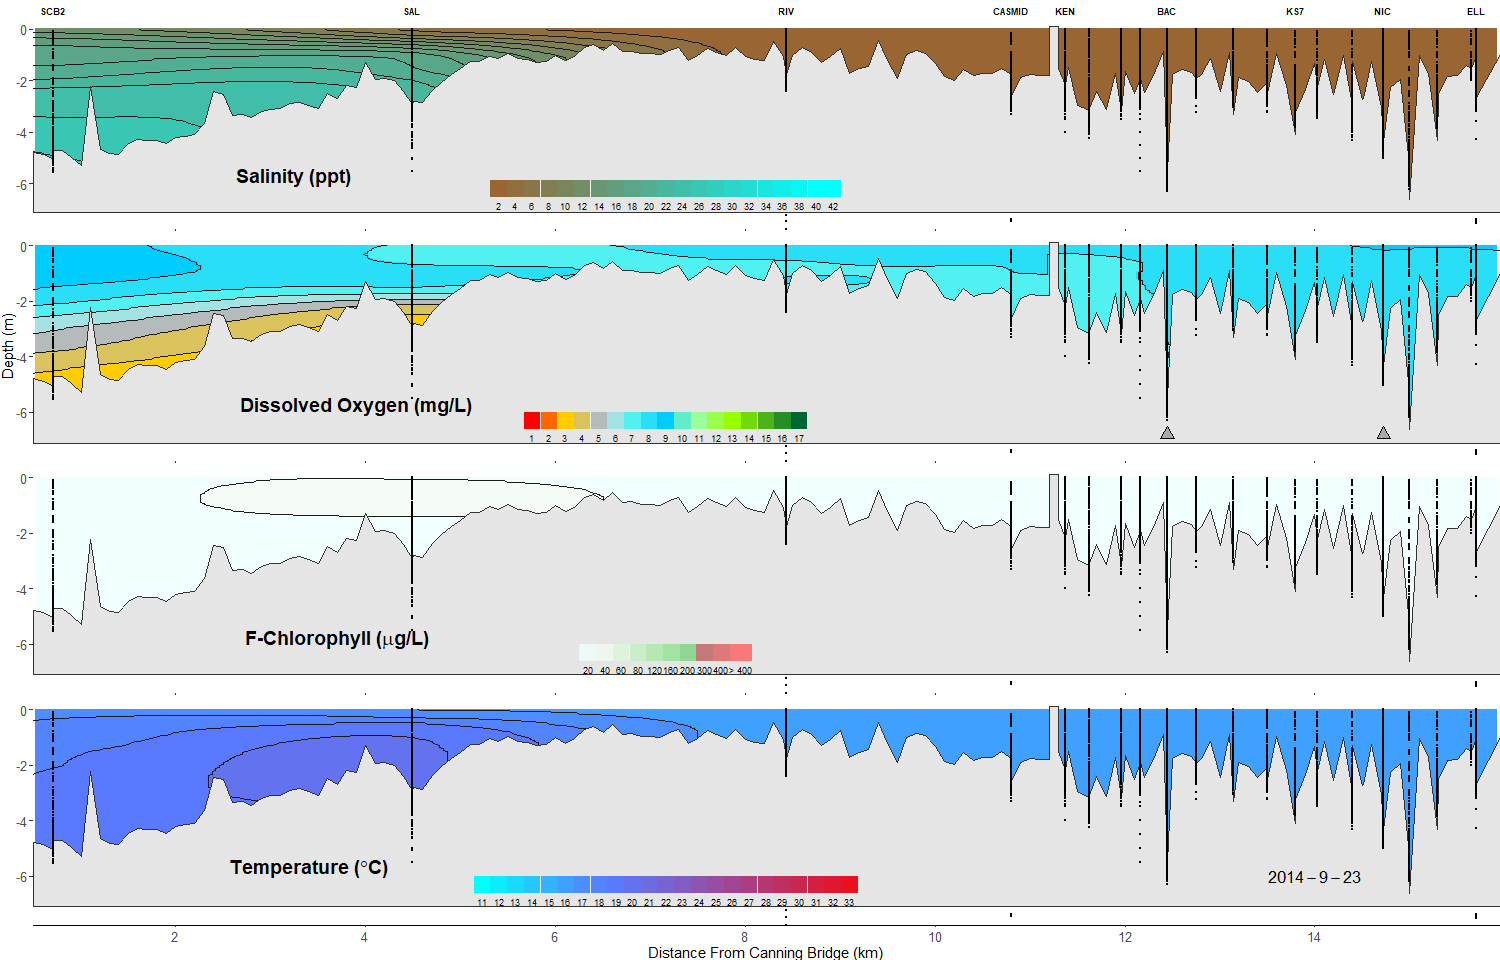 SCB2 SAL RIV CASMID KEN BAC KS7 NIC ELL
0
-2
-4
-6
Salinity (ppt)
2 4 6 8 10 12 14 16 18 20 22 24 26 28 30 32 34 36 38 40 42
0
-2
-4
-6
Depth (m)
Dissolved Oxygen (mg/L)
1 2 3 4 5 6 7 8 9 10 11 12 13 14 15 16 17
0
-2
-4
-6
F-Chlorophyll (μg/L)
20 40 60 80 120 160 200 300 400 > 400
0
-2
-4
-6
Temperature (°C)
2014 – 9 – 23
11 12 13 14 15 16 17 18 19 20 21 22 23 24 25 26 27 28 29 30 31 32 33
2 4 6 8 10 12 14
Distance From Canning Bridge (km)